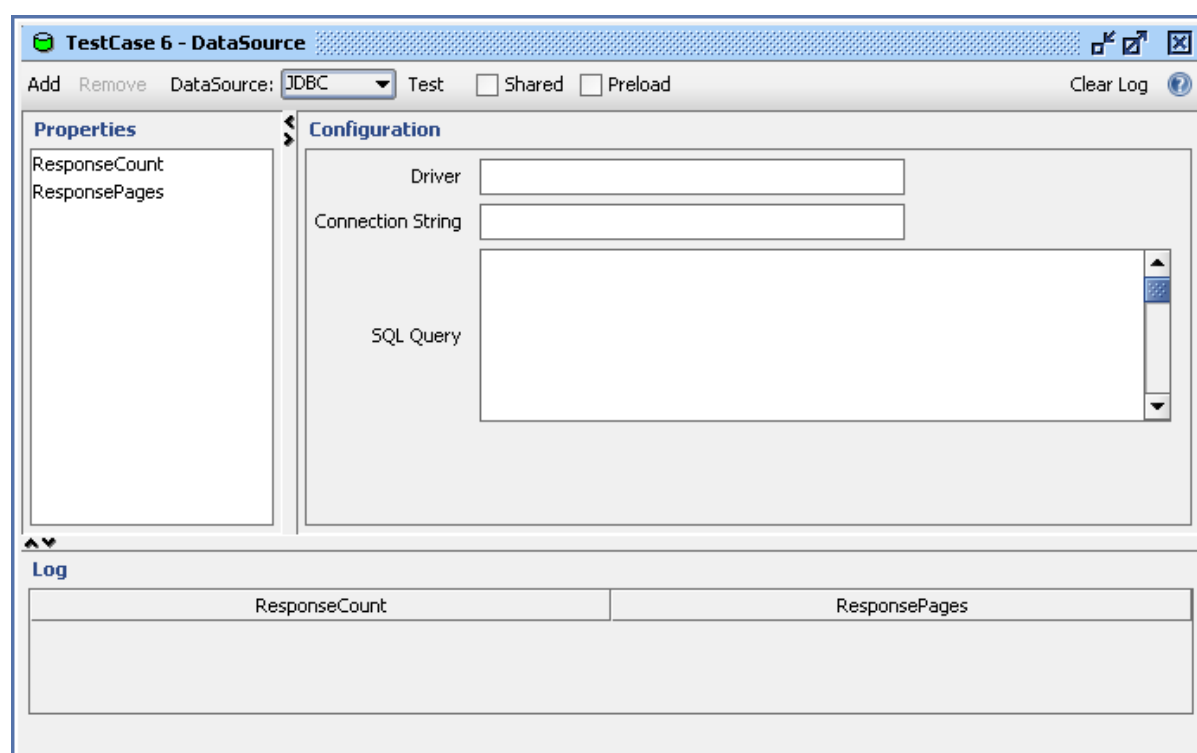 TestCase 6 - DataSource
Add Remove DataSource: JDBC Test Shared Preload Clear Log ?
Properties
ResponseCount
ResponsePages
Configuration
Driver
Connection String
SQL Query
Log
ResponseCount ResponsePages